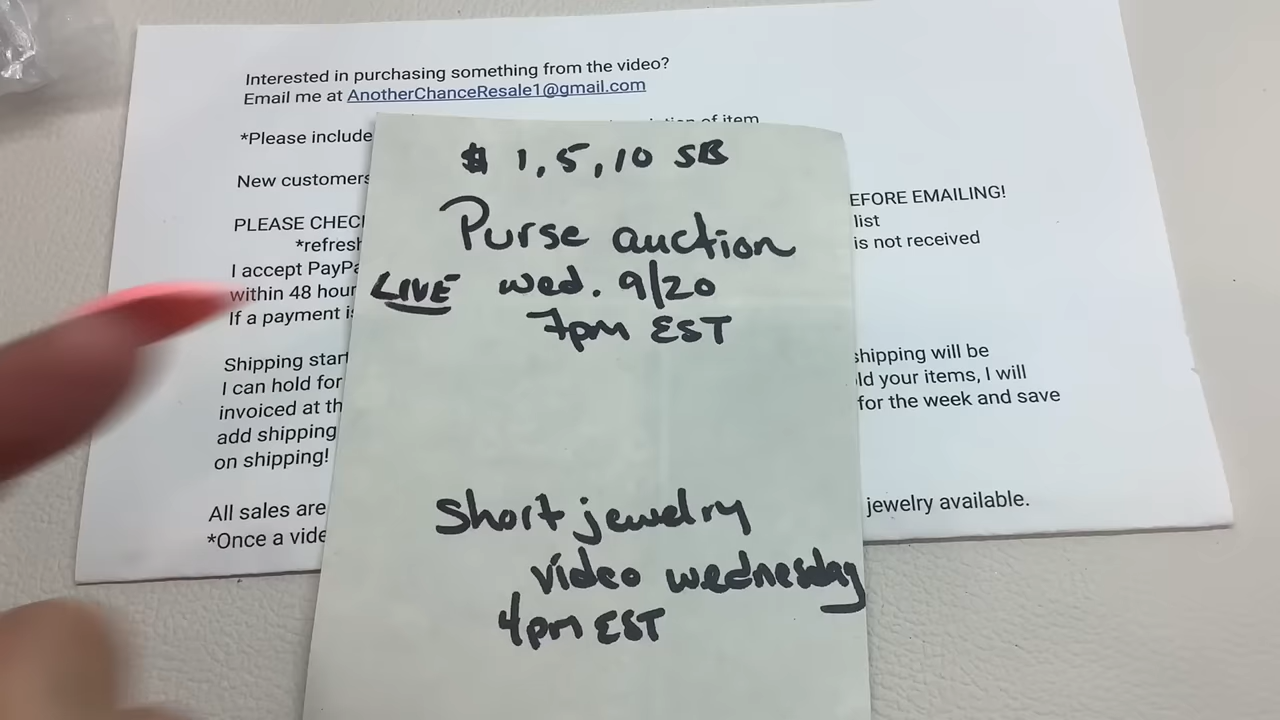 Interested in purchasing something from the video?
Email me at AnotherChanceResale1@gmail.com
*Please include of item
New customers
PLEASE CHECK EFORE EMAILING!
list
*refresh is not received
I accept PayPa
within 48 hour
If a payment is
Shipping start shipping will be
I can hold for ld your items, I will
invoiced at th for the week and save
add shipping
on shipping!
All sales are jewelry available.
*Once a vide
$ 1, 5, 10 SB
Purse auction
LIVE wed. 9/20
7pm EST
Short jewelry
video wednesday
4pm EST